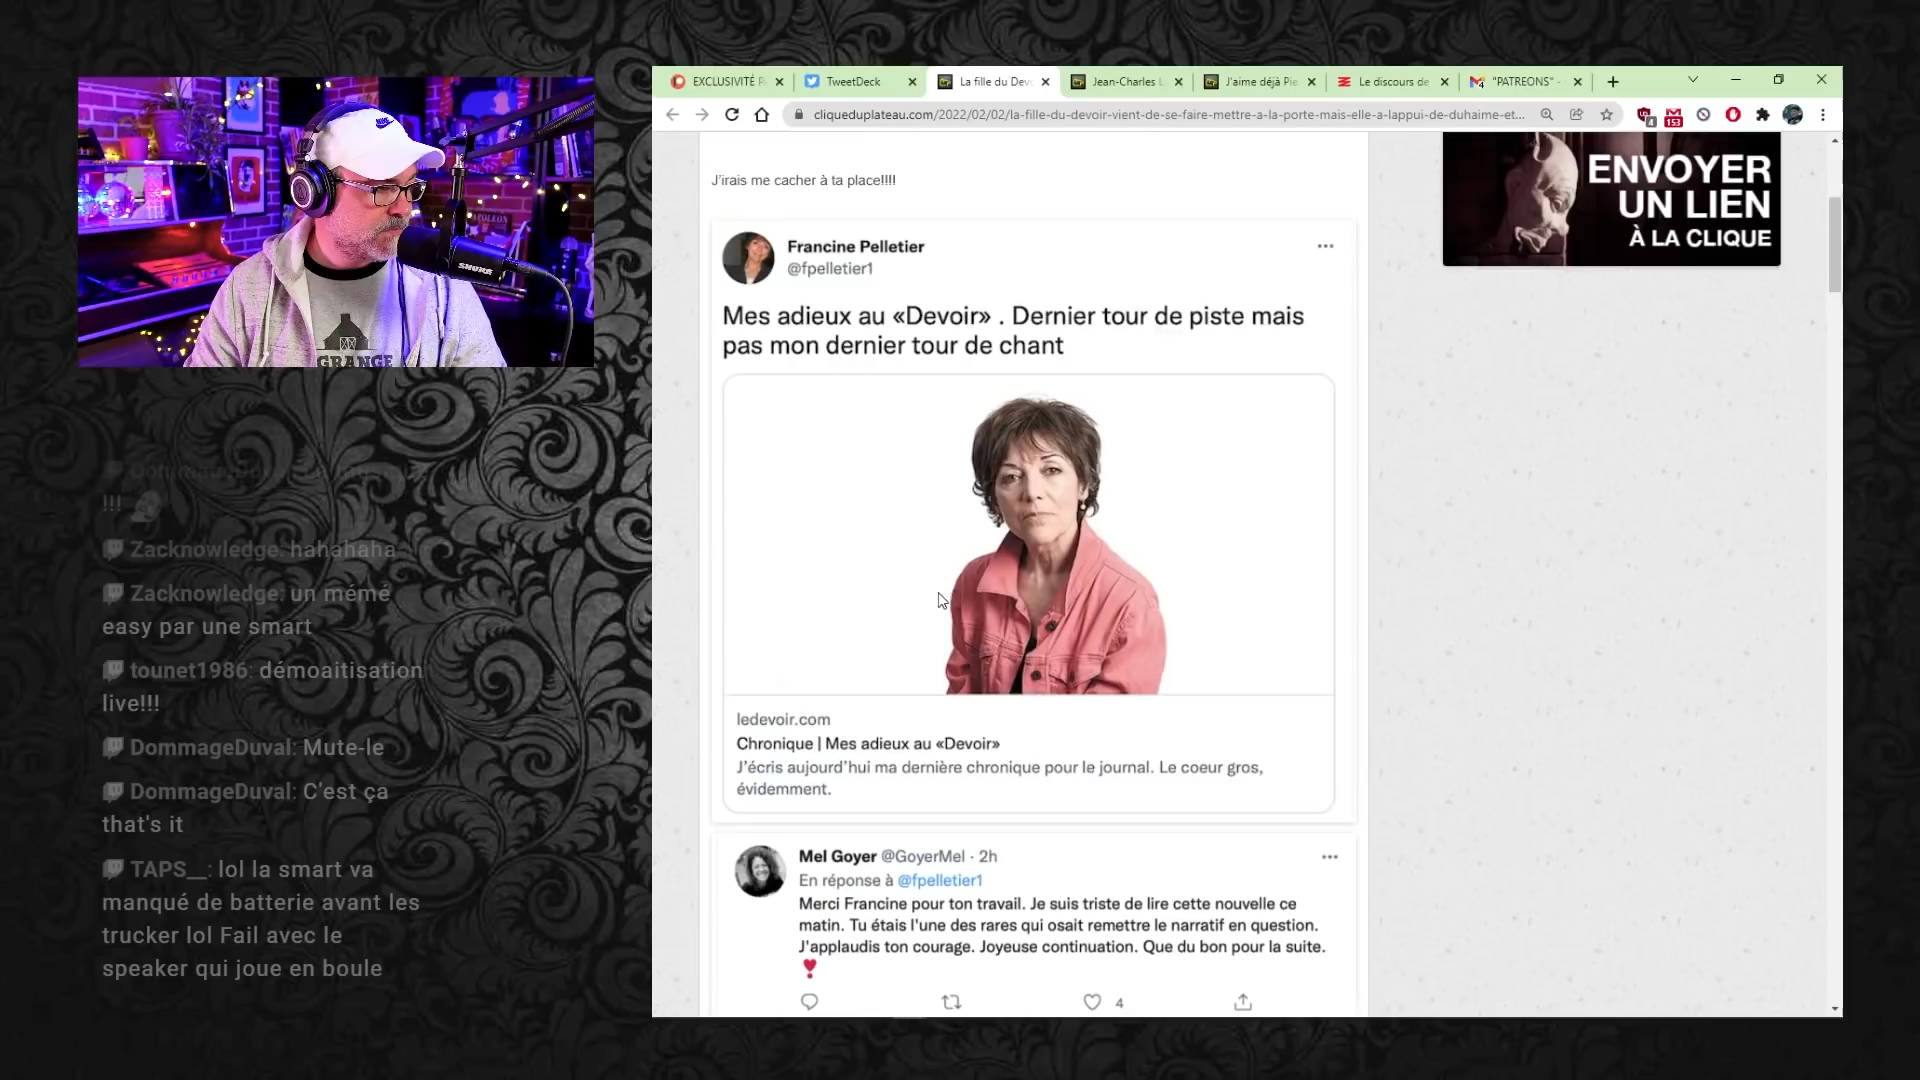 EXCLUSIVITÉ P
TweetDeck
La fille du Devo
Jean-Charles L
J'aime déjà Pie
Le discours de
"PATREONS" -
cliqueduplateau.com/2022/02/02/la-fille-du-devoir-vient-de-se-faire-mettre-a-la-porte-mais-elle-a-lappui-de-duhaime-et...
4
153
SHURE
GRANGE
NAPOLEON
J'irais me cacher à ta place!!!!
ENVOYER
UN LIEN
À LA CLIQUE
Francine Pelletier
@fpelletier1
Mes adieux au «Devoir» . Dernier tour de piste mais
pas mon dernier tour de chant
ledevoir.com
Chronique | Mes adieux au «Devoir»
J'écris aujourd'hui ma dernière chronique pour le journal. Le coeur gros,
évidemment.
Mel Goyer @GoyerMel · 2h
En réponse à @fpelletier1
Merci Francine pour ton travail. Je suis triste de lire cette nouvelle ce
matin. Tu étais l'une des rares qui osait remettre le narratif en question.
J'applaudis ton courage. Joyeuse continuation. Que du bon pour la suite.
4
!!!
Zacknowledge: hahahaha
Zacknowledge: un mémé
easy par une smart
tounet1986: démoaitisation
live!!!
DommageDuval: Mute-le
DommageDuval: C'est ça
that's it
TAPS__: lol la smart va
manqué de batterie avant les
trucker lol Fail avec le
speaker qui joue en boule